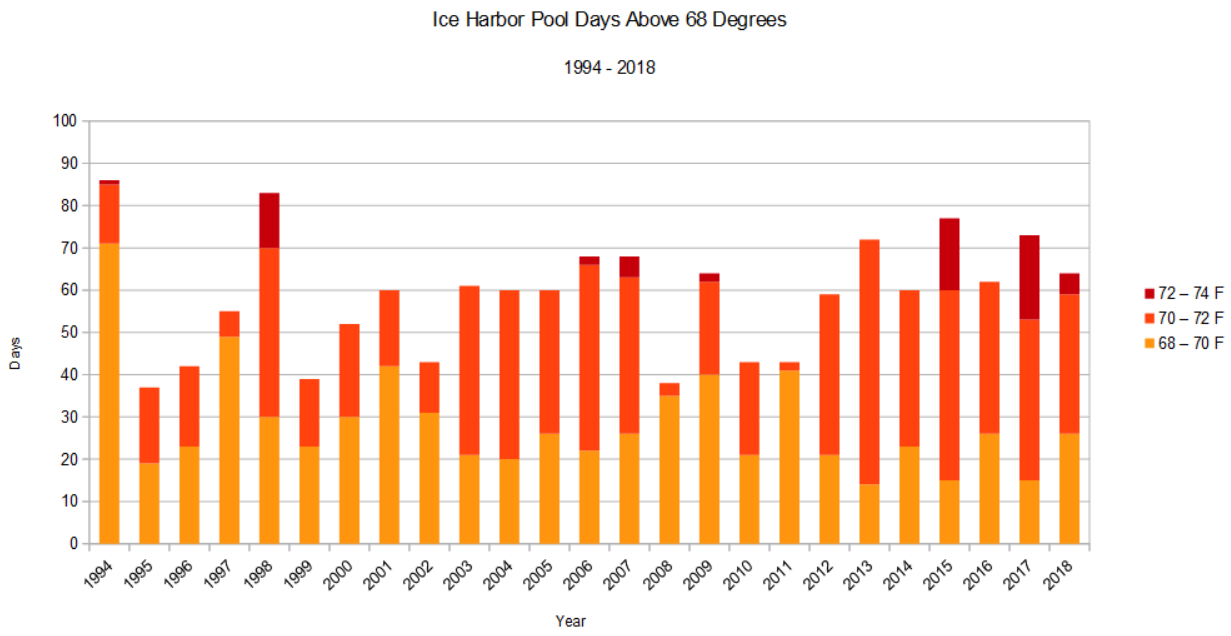 Ice Harbor Pool Days Above 68 Degrees
1994 - 2018
100
90
80
70
60
50
40
30
20
10
0
Days
1994 1995 1996 1997 1998 1999 2000 2001 2002 2003 2004 2005 2006 2007 2008 2009 2010 2011 2012 2013 2014 2015 2016 2017 2018
Year
72 – 74 F
70 – 72 F
68 – 70 F